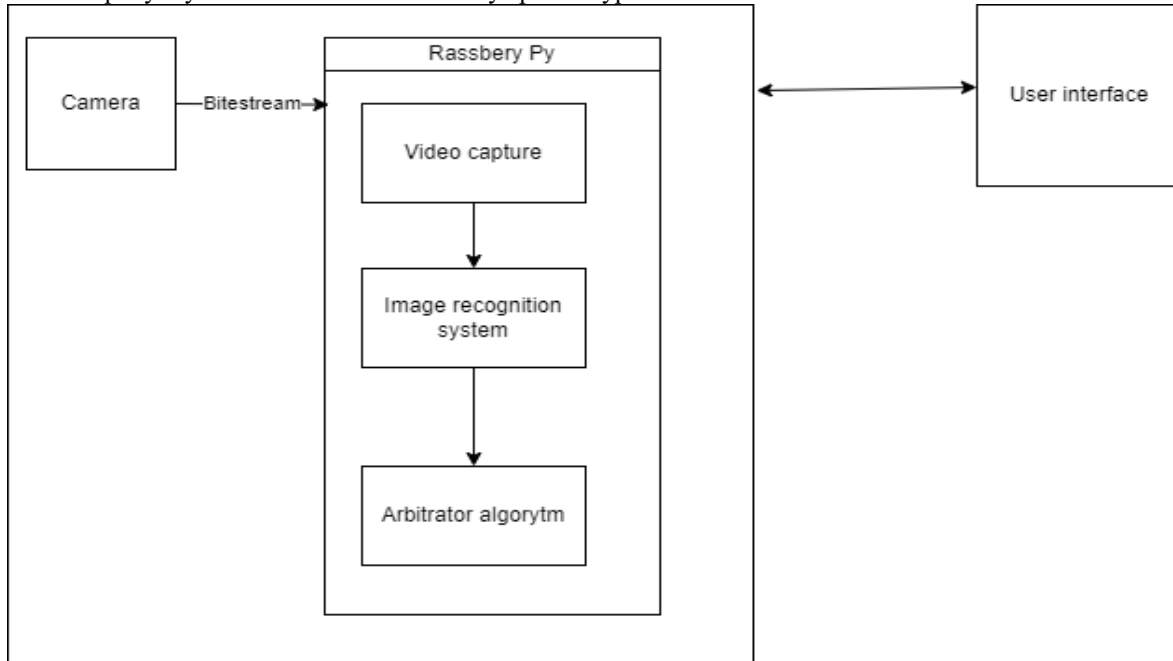 Rassbery Py
Camera
Bitestream
Video capture
User interface
Image recognition
system
Arbitrator algorytm